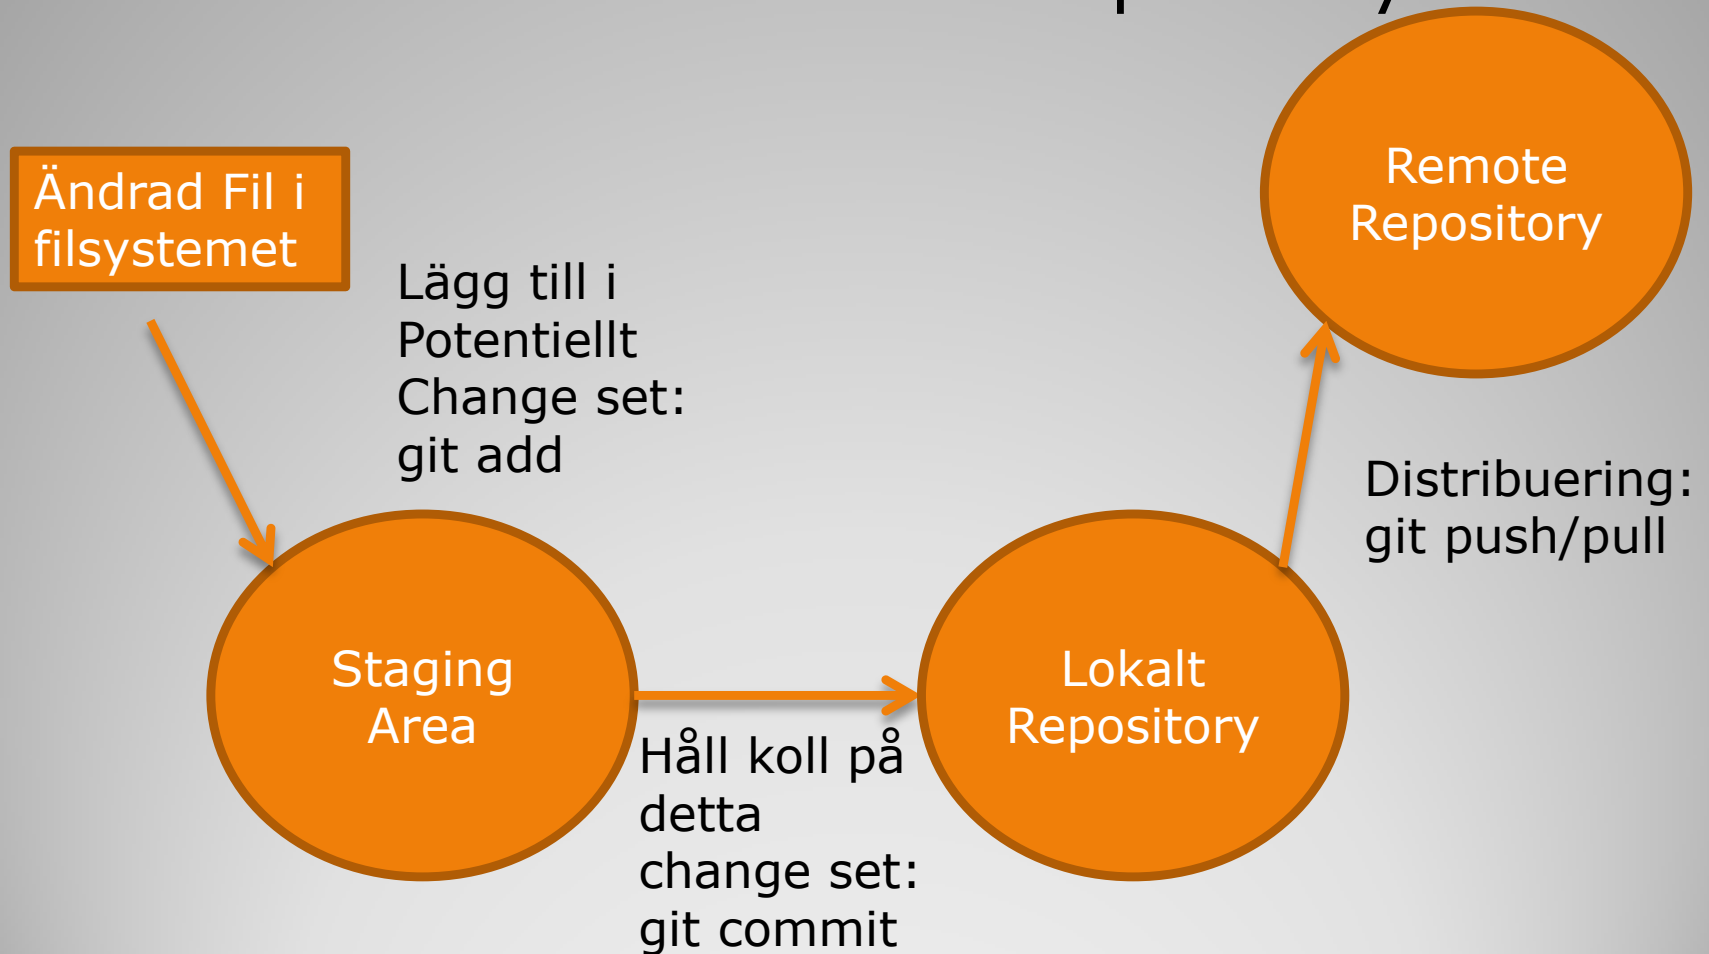 Ändrad Fil i
filsystemet
Lägg till i
Potentiellt
Change set:
git add
Staging
Area
Håll koll på
detta
change set:
git commit
Lokalt
Repository
Distribuering:
git push/pull
Remote
Repository